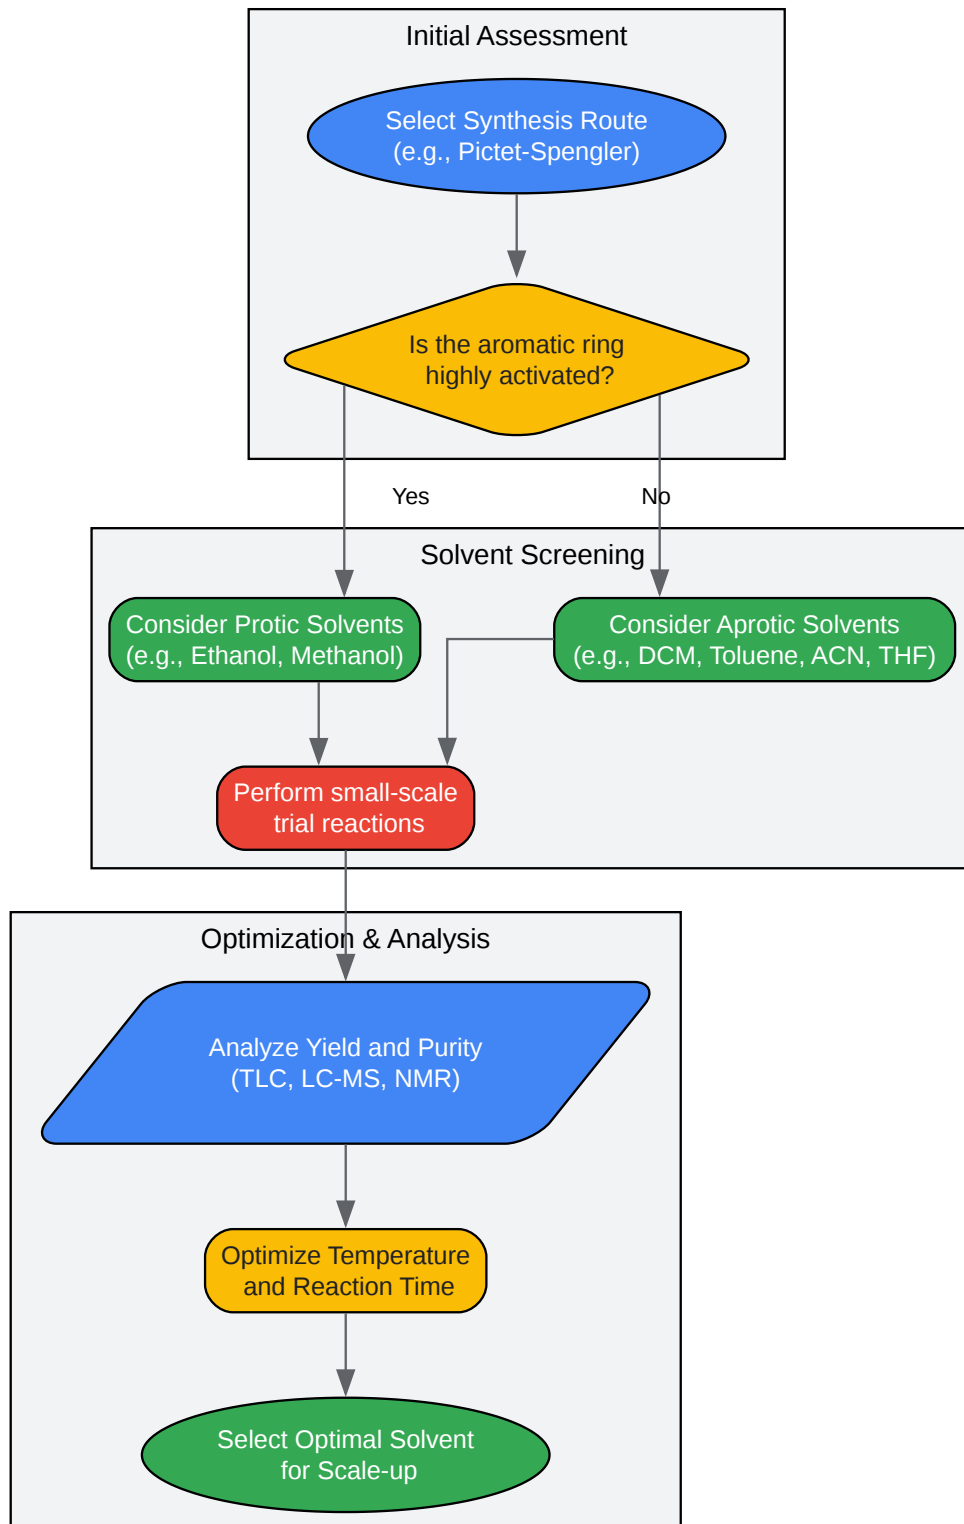 Initial Assessment
Select Synthesis Route
(e.g., Pictet-Spengler)
Is the aromatic ring
highly activated?
Yes
No
Solvent Screening
Consider Protic Solvents
(e.g., Ethanol, Methanol)
Consider Aprotic Solvents
(e.g., DCM, Toluene, ACN, THF)
Perform small-scale
trial reactions
Optimization & Analysis
Analyze Yield and Purity
(TLC, LC-MS, NMR)
Optimize Temperature
and Reaction Time
Select Optimal Solvent
for Scale-up